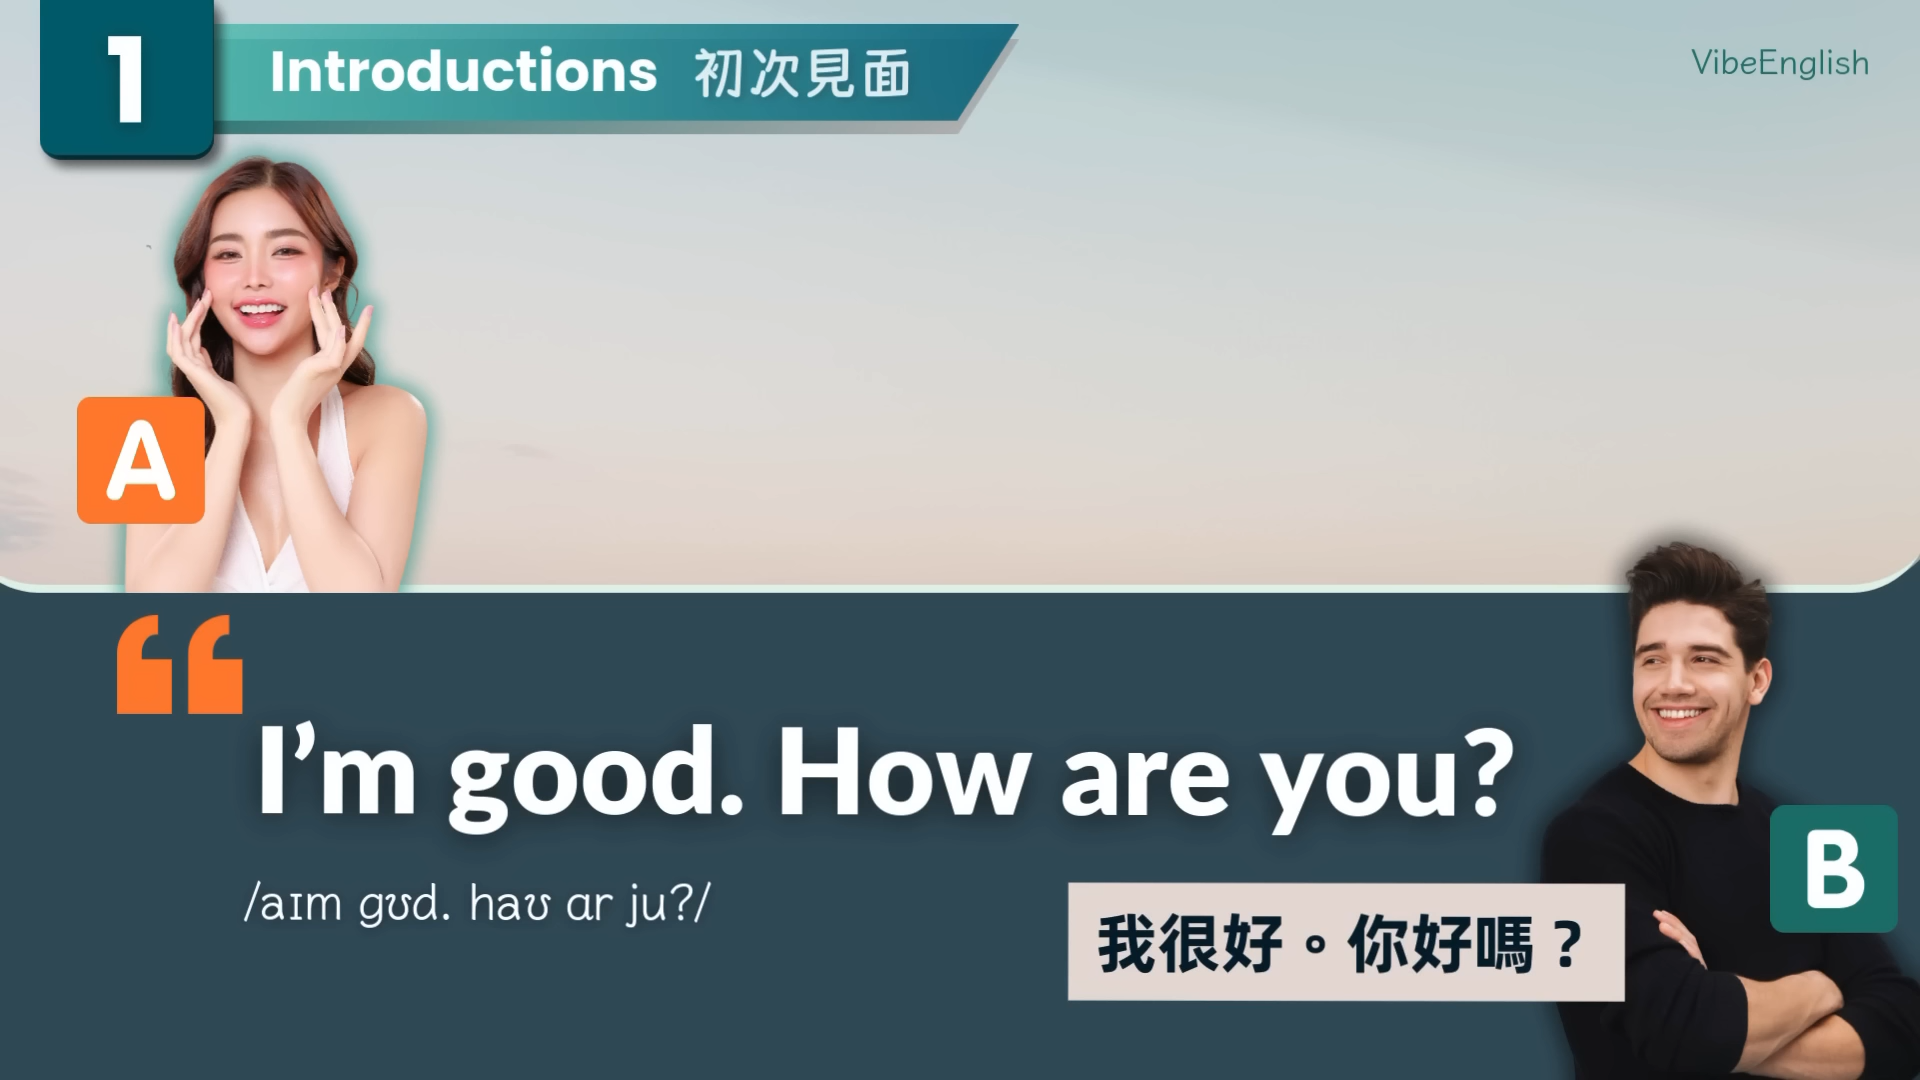 1
Introductions 初次見面
VibeEnglish
A
“
I’m good. How are you?
/aɪm gʊd. haʊ ɑr ju?/
我很好。你好嗎？
B